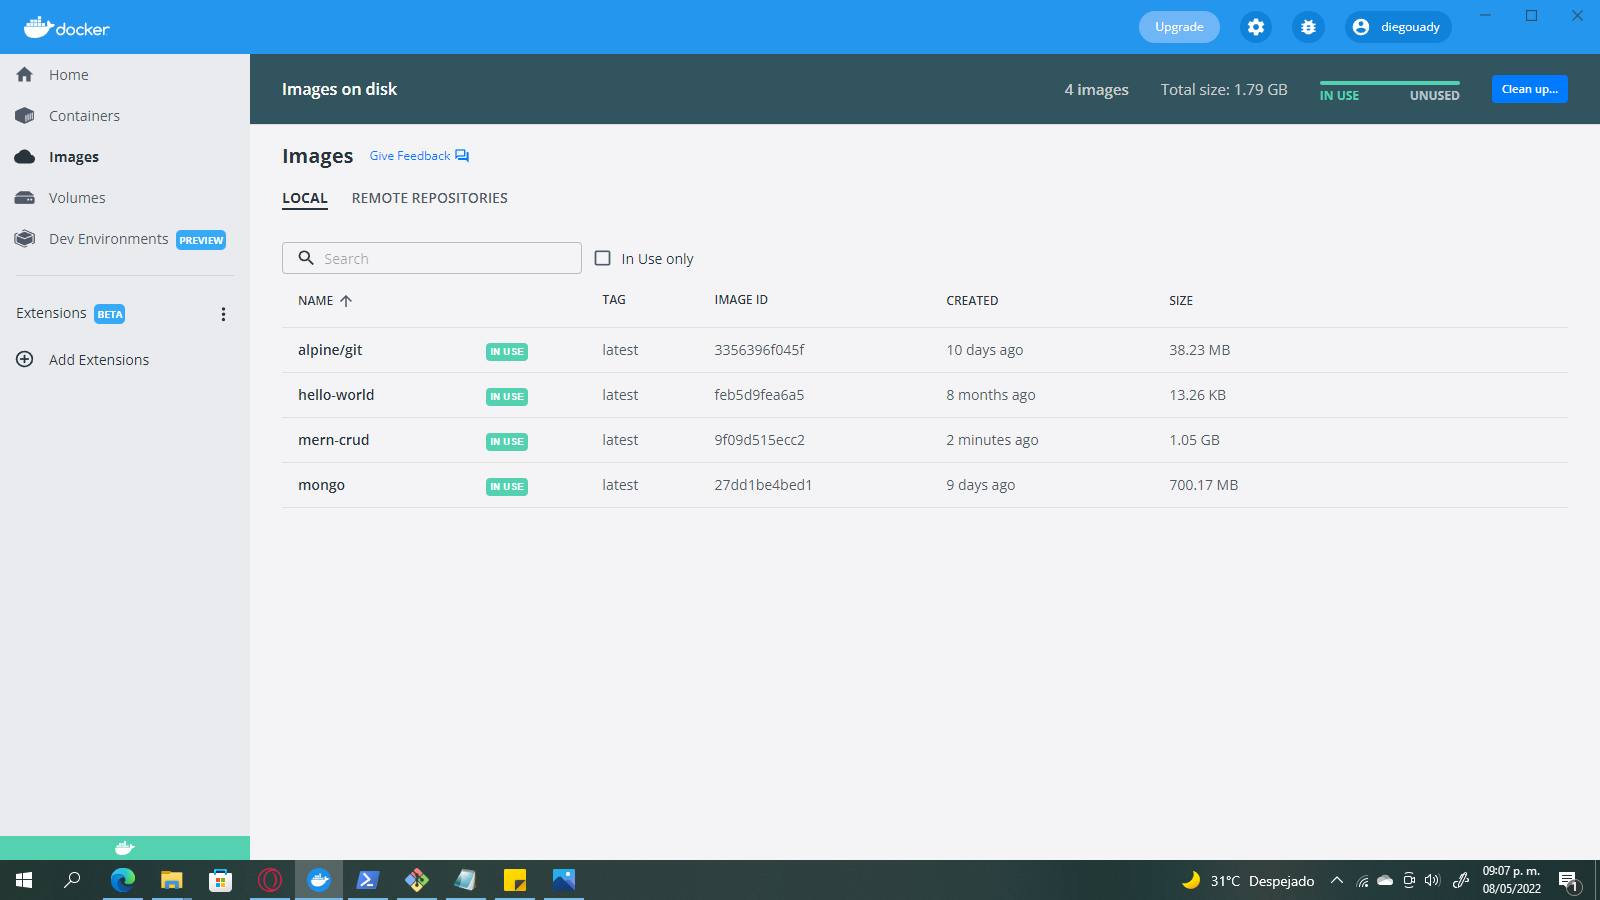 docker
Upgrade
diegouady
Home
Containers
Images
Volumes
Dev Environments PREVIEW
Extensions BETA
Add Extensions
Images on disk
4 images
Total size: 1.79 GB
IN USE UNUSED
Clean up...
Images Give Feedback
LOCAL REMOTE REPOSITORIES
Search
In Use only
NAME TAG IMAGE ID CREATED SIZE
alpine/git IN USE latest 3356396f045f 10 days ago 38.23 MB
hello-world IN USE latest feb5d9fea6a5 8 months ago 13.26 KB
mern-crud IN USE latest 9f09d515ecc2 2 minutes ago 1.05 GB
mongo IN USE latest 27dd1be4bed1 9 days ago 700.17 MB
31°C Despejado
09:07 p. m.
08/05/2022
1